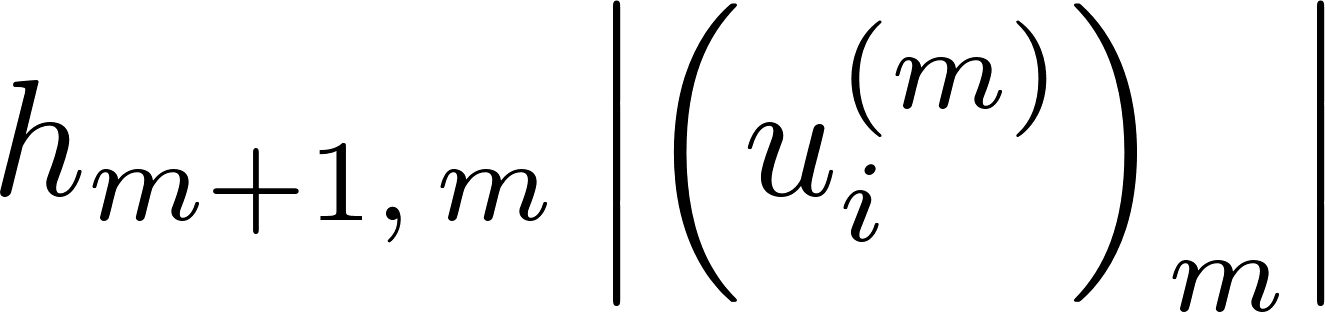 h_{m+1, m} \left| \left( u_i^{(m)} \right)_m \right|